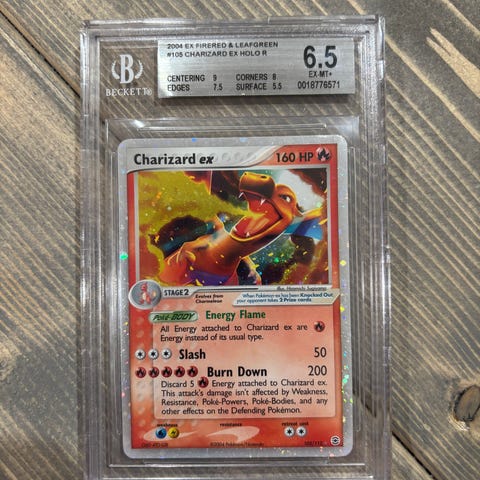 2004 EX FIRERED & LEAFGREEN
#105 CHARIZARD EX HOLO R
6.5
EX-MT+
CENTERING 9 CORNERS 8
EDGES 7.5 SURFACE 5.5
0018776571
B
BECKETT
Charizard ex 160 HP
Illus. Hironobu Sugiyama
STAGE 2
Evolves from Charmeleon
When Pokémon-ex has been Knocked Out, your opponent takes 2 Prize cards.
Poké-BODY Energy Flame
All Energy attached to Charizard ex are
Energy instead of its usual type.
Slash 50
Burn Down 200
Discard 5 Energy attached to Charizard ex.
This attack's damage isn't affected by Weakness,
Resistance, Poké-Powers, Poké-Bodies, and any
other effects on the Defending Pokémon.
weakness resistance retreat cost
©2004 Pokémon/Nintendo
105/112